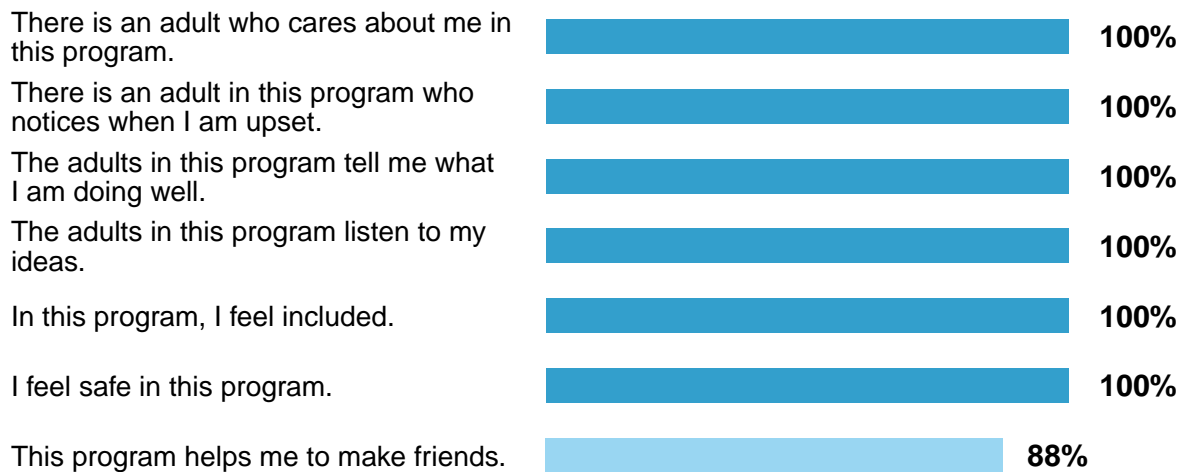 There is an adult who cares about me in
this program.
100%
There is an adult in this program who
notices when I am upset.
100%
The adults in this program tell me what
I am doing well.
100%
The adults in this program listen to my
ideas.
100%
In this program, I feel included.
100%
I feel safe in this program.
100%
This program helps me to make friends.
88%